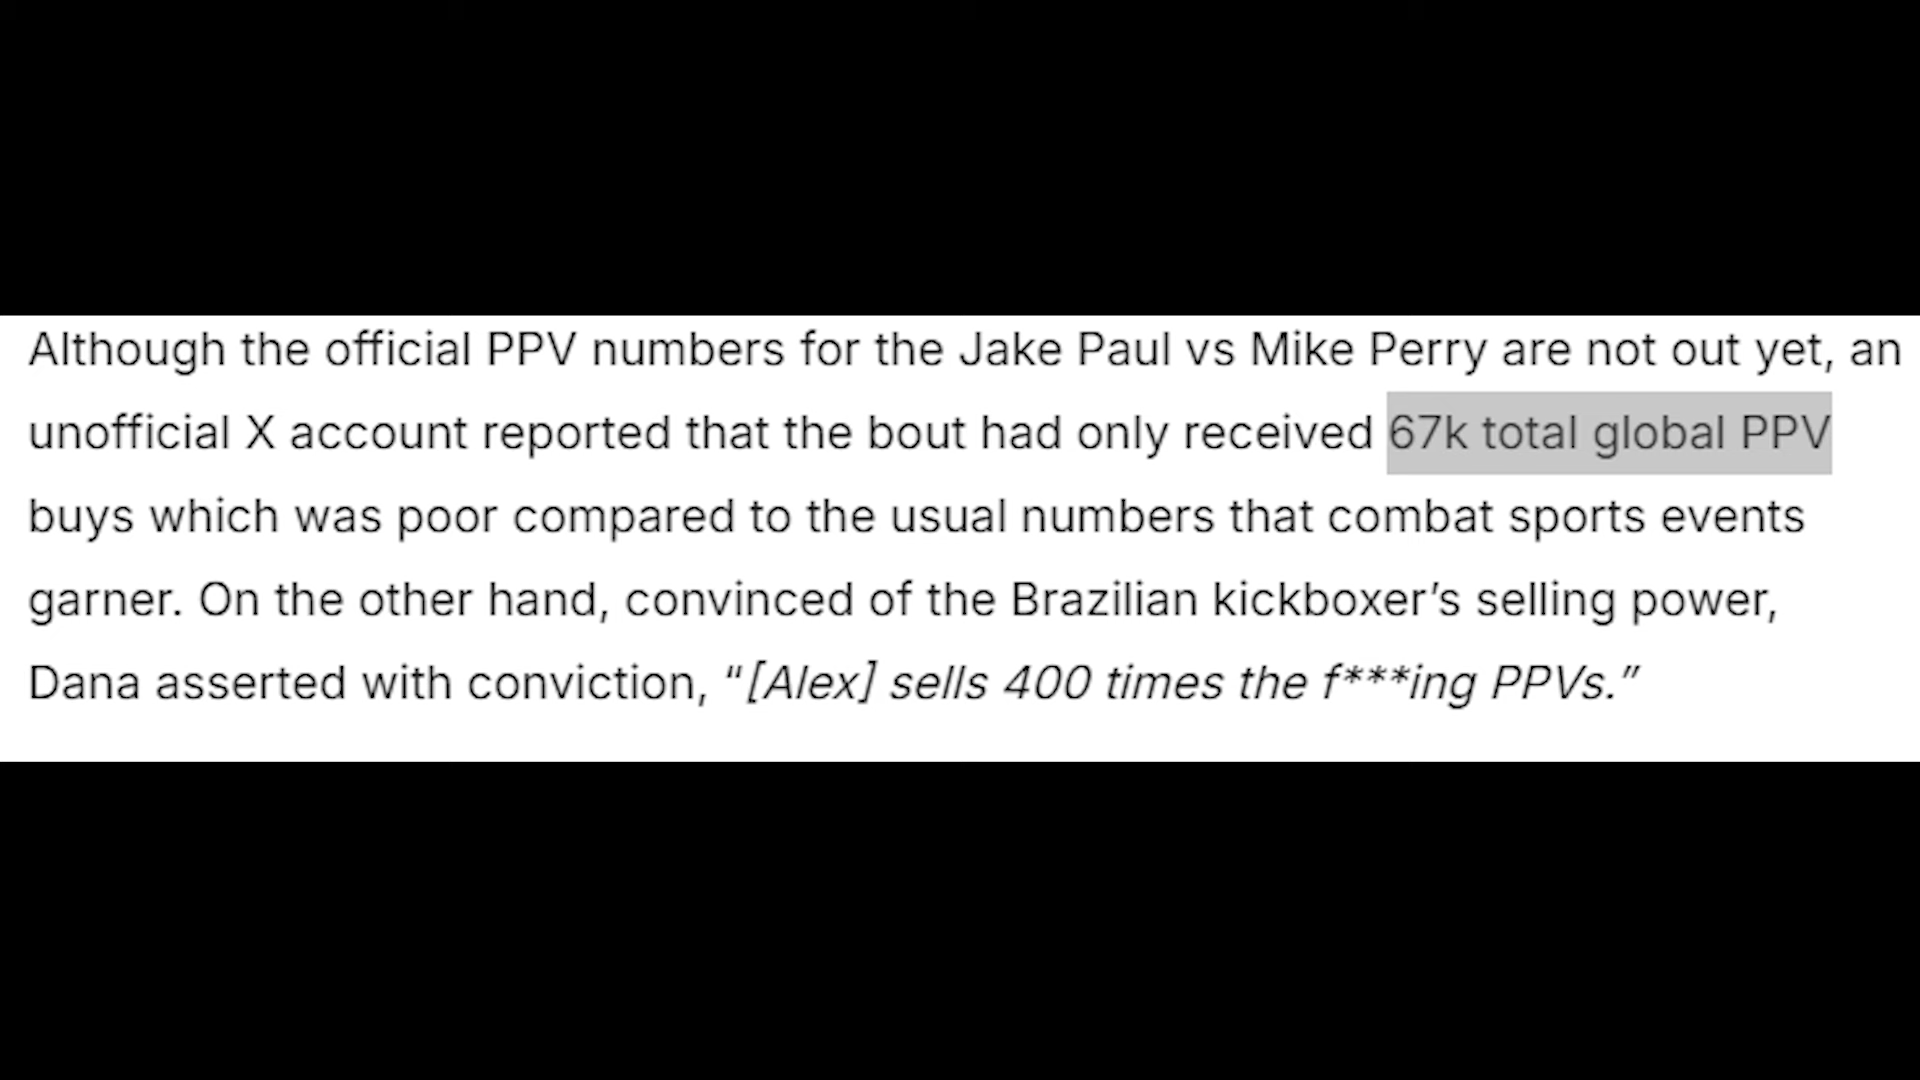 Although the official PPV numbers for the Jake Paul vs Mike Perry are not out yet, an
unofficial X account reported that the bout had only received 67k total global PPV
buys which was poor compared to the usual numbers that combat sports events
garner. On the other hand, convinced of the Brazilian kickboxer’s selling power,
Dana asserted with conviction, “[Alex] sells 400 times the f***ing PPVs.”